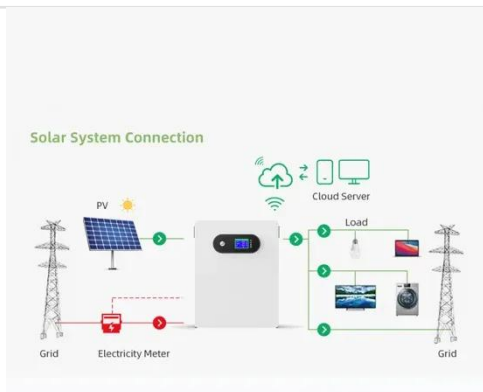 Solar System Connection
Cloud Server
PV
Load
Grid
Electricity Meter
Grid